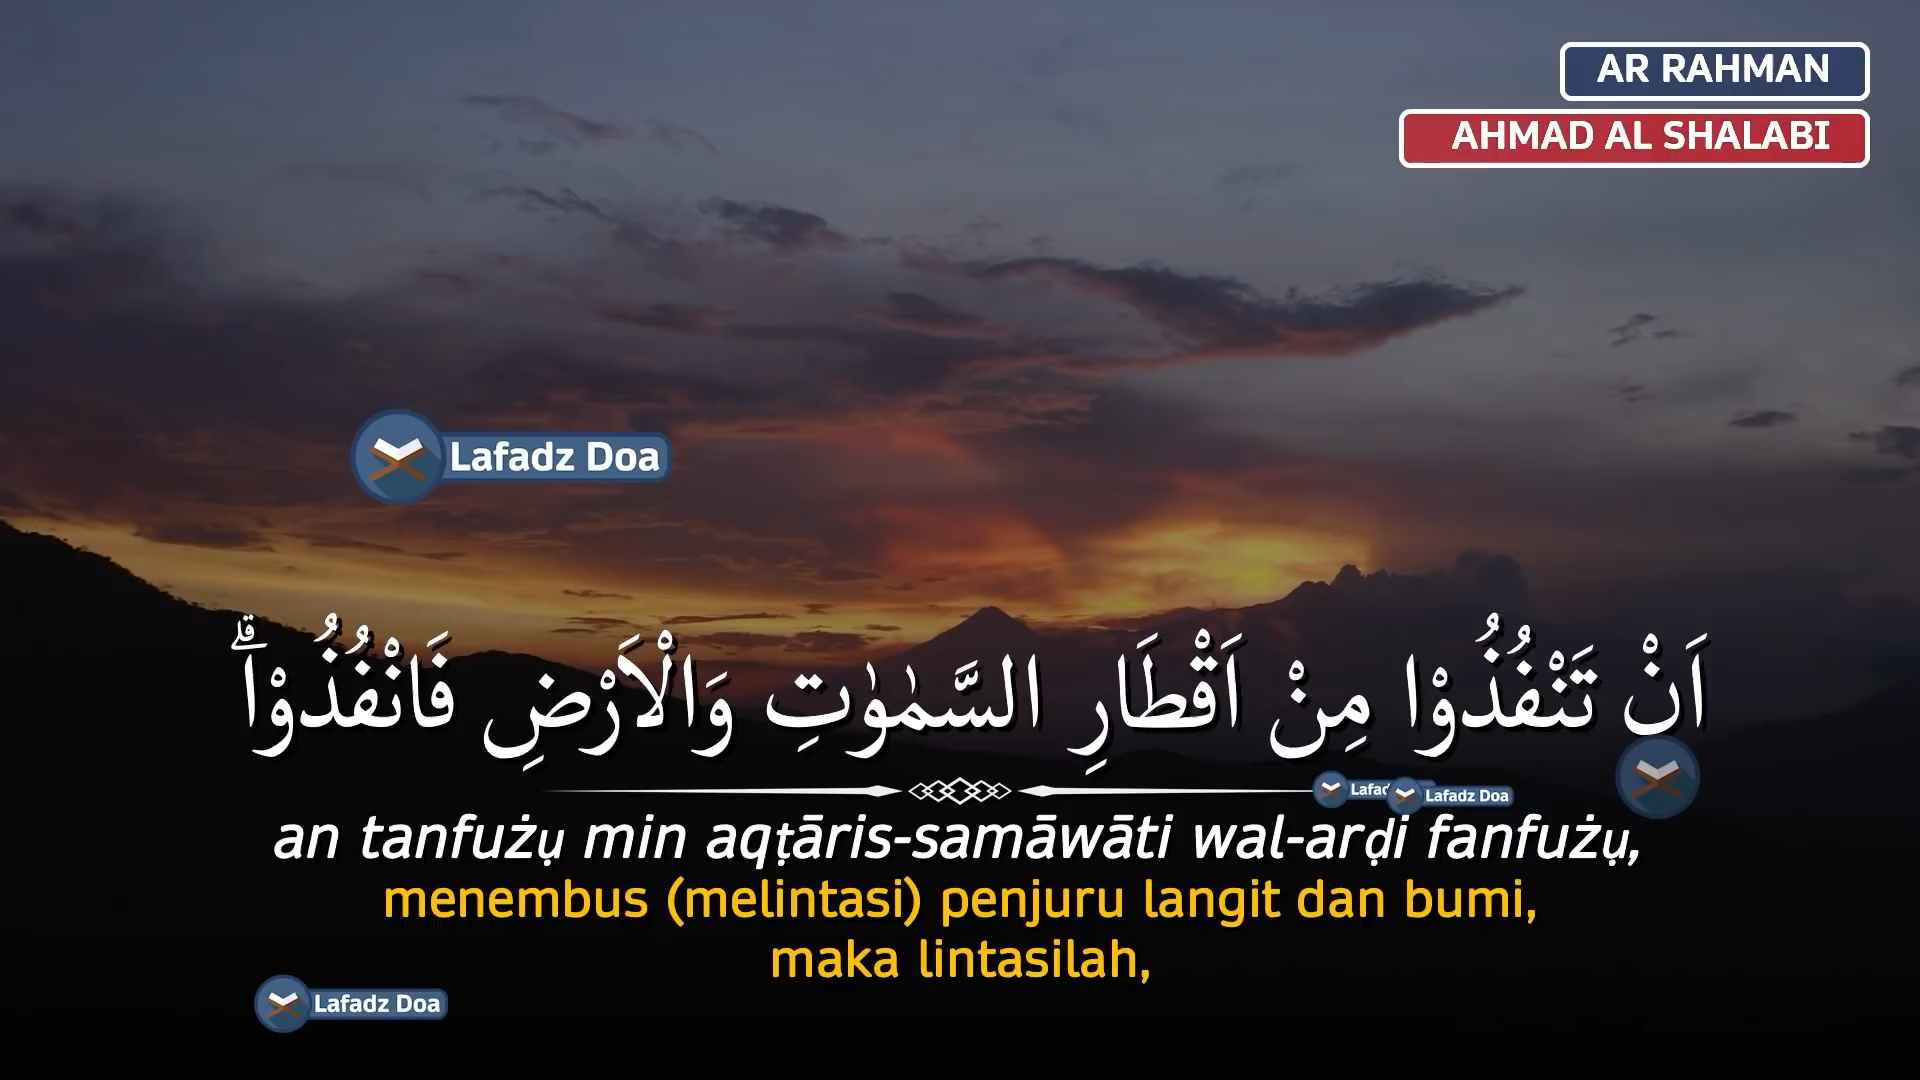 AR RAHMAN
AHMAD AL SHALABI
Lafadz Doa
اَنْ تَنْفُذُوْا مِنْ اَقْطَارِ السَّمٰوٰتِ وَالْاَرْضِ فَانْفُذُوْاۗ
Lafadz Doa
an tanfużụ min aqṭāris-samāwāti wal-arḍi fanfużụ,
menembus (melintasi) penjuru langit dan bumi,
maka lintasilah,
Lafadz Doa